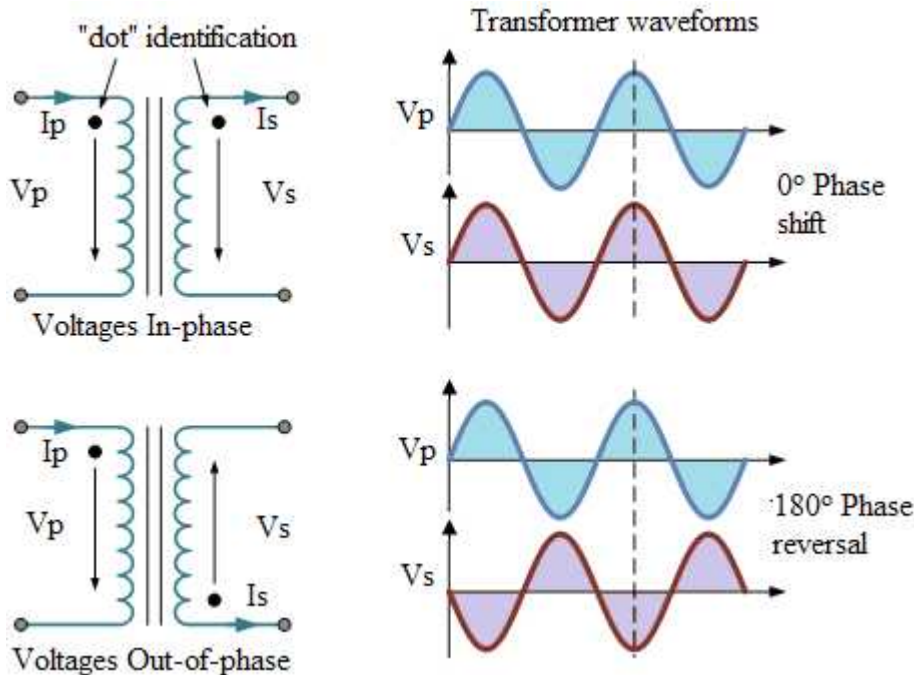 "dot" identification
Transformer waveforms
Ip
Is
Vp
Vs
Voltages In-phase
Vp
Vs
0° Phase
shift
Ip
Vp
Vs
Is
Voltages Out-of-phase
Vp
Vs
180° Phase
reversal